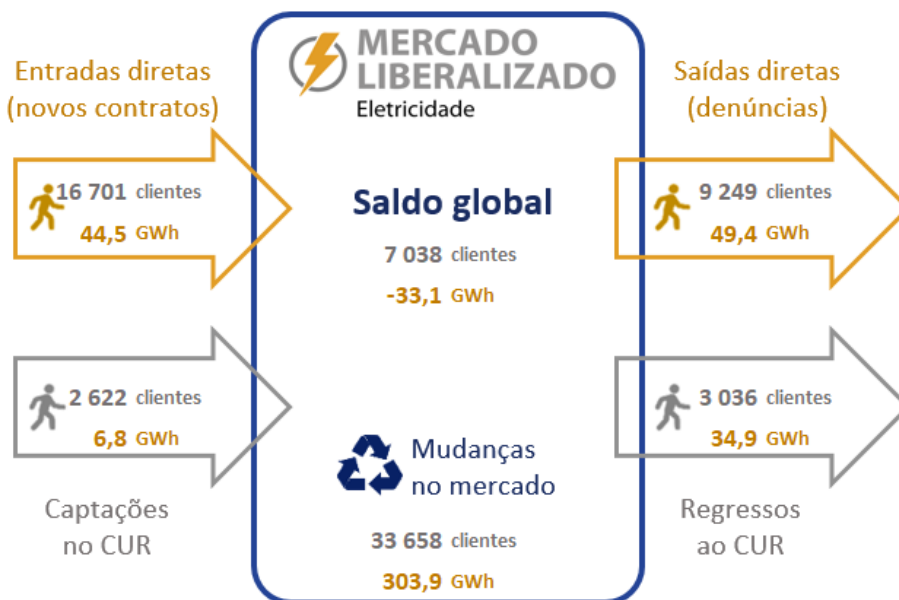 Entradas diretas
(novos contratos)
16 701 clientes
44,5 GWh
2 622 clientes
6,8 GWh
Captações
no CUR
MERCADO
LIBERALIZADO
Eletricidade
Saldo global
7 038 clientes
-33,1 GWh
Mudanças
no mercado
33 658 clientes
303,9 GWh
Saídas diretas
(denúncias)
9 249 clientes
49,4 GWh
3 036 clientes
34,9 GWh
Regressos
ao CUR